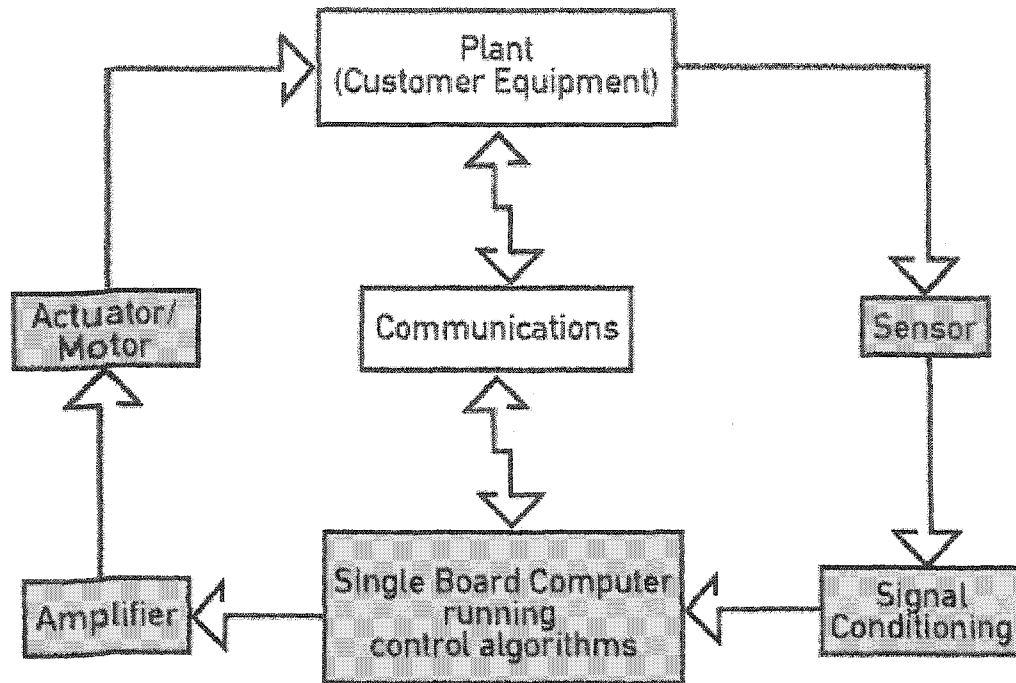 Plant
(Customer Equipment)
Actuator/
Motor
Communications
Sensor
Amplifier
Single Board Computer
running
control algorithms
Signal
Conditioning